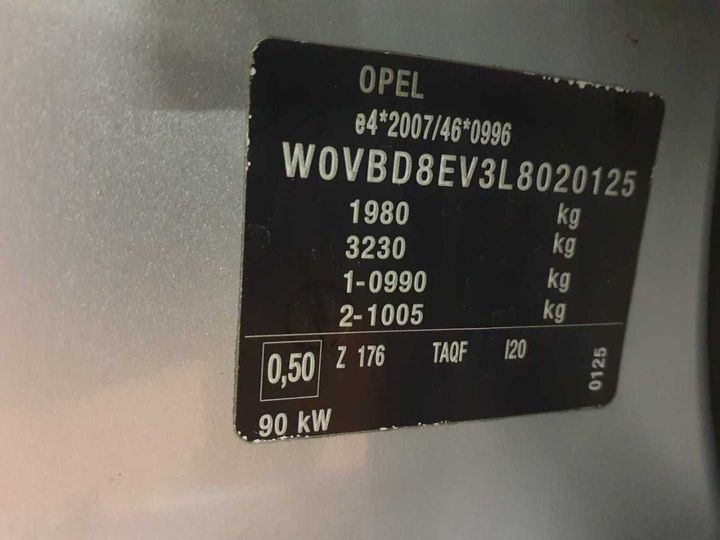 OPEL
e4*2007/46*0996
W0VBD8EV3L8020125
1980 kg
3230 kg
1-0990 kg
2-1005 kg
0,50 Z 176 TAQF I20
90 kW
0125